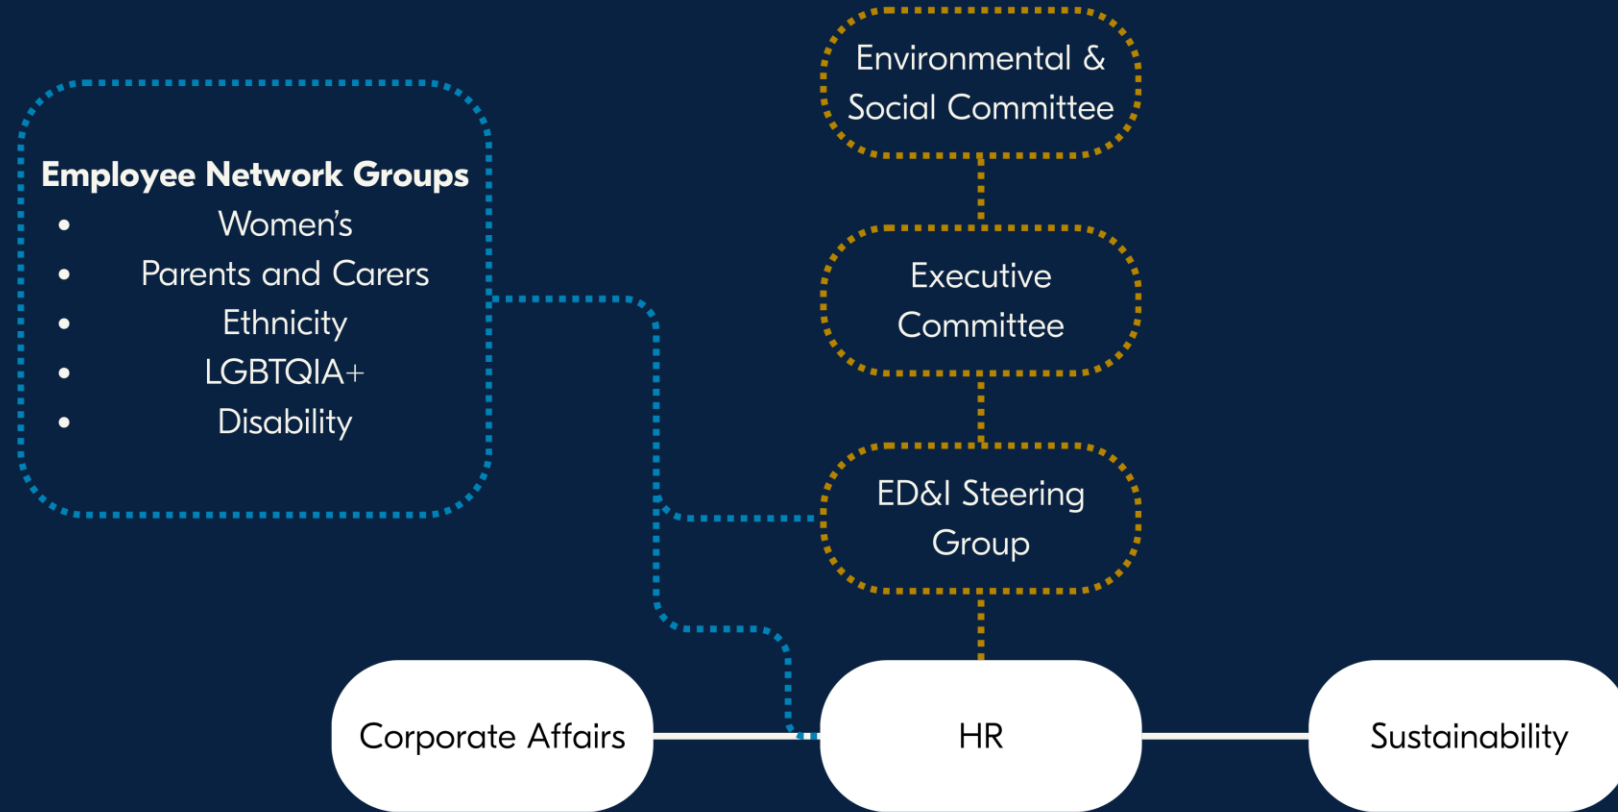 Environmental &
Social Committee
Employee Network Groups
• Women’s
• Parents and Carers
• Ethnicity
• LGBTQIA+
• Disability
Executive
Committee
ED&I Steering
Group
Corporate Affairs
HR
Sustainability